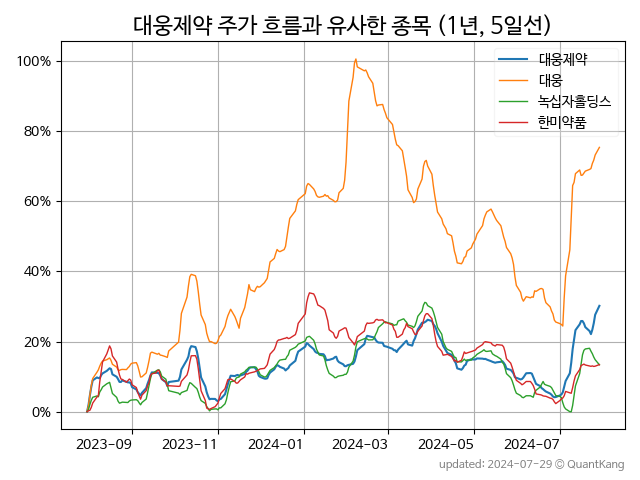 대웅제약 주가 흐름과 유사한 종목 (1년, 5일선)
대웅제약
대웅
녹십자홀딩스
한미약품
100%
80%
60%
40%
20%
0%
2023-09 2023-11 2024-01 2024-03 2024-05 2024-07
updated: 2024-07-29 © QuantKang